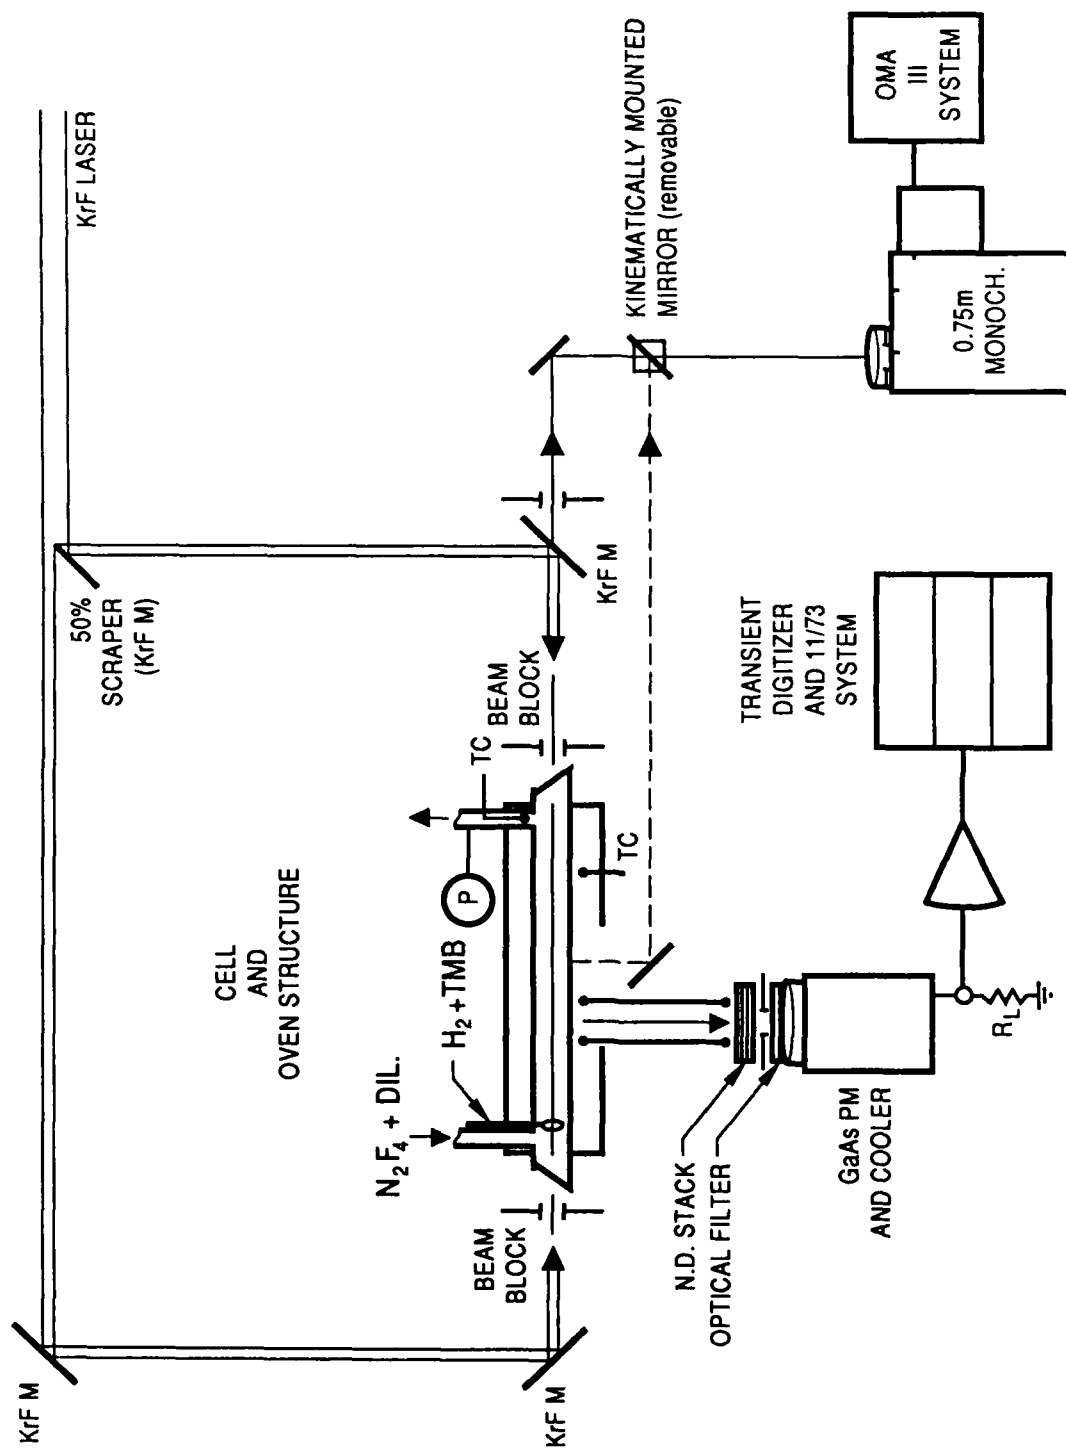 KrF M
KrF LASER
50%
SCRAPER
(KrF M)
CELL
AND
OVEN STRUCTURE
N₂F₄ + DIL.
H₂ + TMB
P
TC
BEAM
BLOCK
BEAM
BLOCK
KrF M
KrF M
TC
KINEMATICALLY MOUNTED
MIRROR (removable)
N.D. STACK
OPTICAL FILTER
GaAs PM
AND COOLER
R_L
TRANSIENT
DIGITIZER
AND 11/73
SYSTEM
0.75m
MONOCH.
OMA
III
SYSTEM